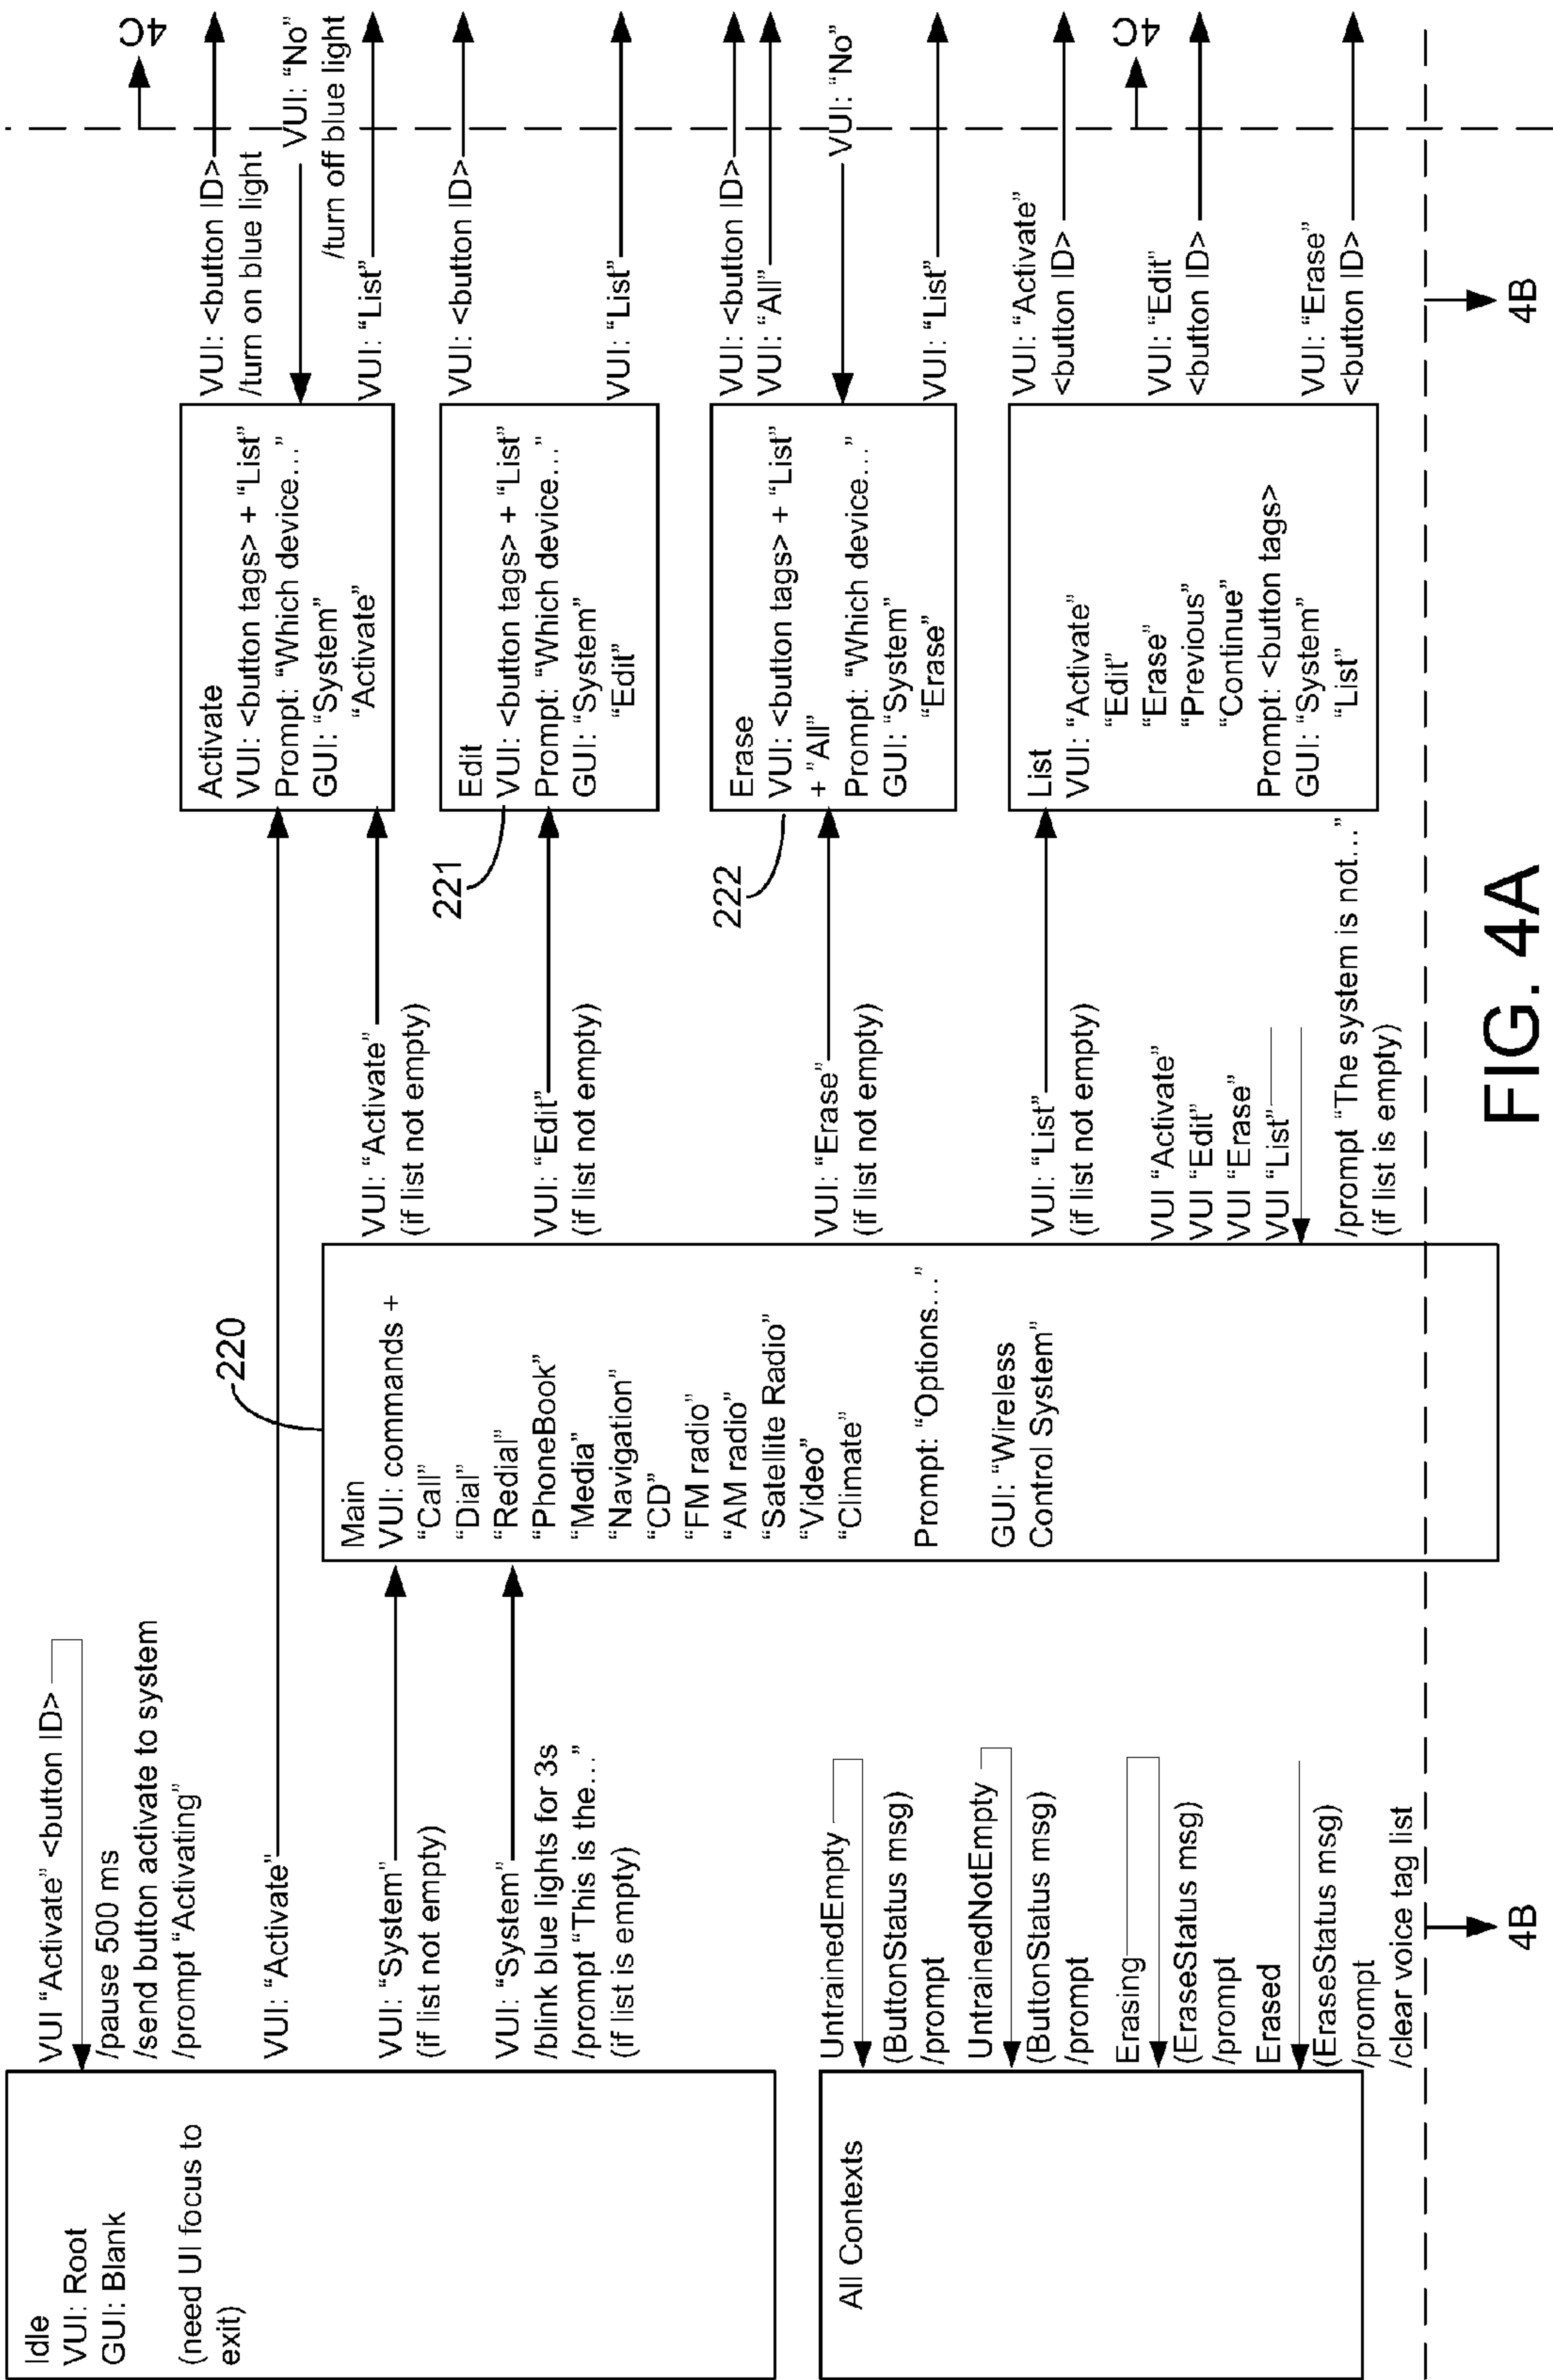 Idle
VUI: Root
GUI: Blank
(need UI focus to
exit)
VUI “Activate” <button ID>
/pause 500 ms
/send button activate to system
/prompt “Activating”
VUI: “Activate”
VUI: “System”
(if list not empty)
VUI: “System”
/blink blue lights for 3s
/prompt “This is the…”
(if list is empty)
All Contexts
UntrainedEmpty
(ButtonStatus msg)
/prompt
UntrainedNotEmpty
(ButtonStatus msg)
/prompt
Erasing
(EraseStatus msg)
/prompt
Erased
(EraseStatus msg)
/prompt
/clear voice tag list
220
Main
VUI: commands +
“Call”
“Dial”
“Redial”
“PhoneBook”
“Media”
“Navigation”
“CD”
“FM radio”
“AM radio”
“Satellite Radio”
“Video”
“Climate”
Prompt: “Options…”
GUI: “Wireless
Control System”
VUI: “Activate”
(if list not empty)
VUI: “Edit”
(if list not empty)
VUI: “Erase”
(if list not empty)
VUI: “List”
(if list not empty)
VUI “Activate”
VUI “Edit”
VUI “Erase”
VUI “List”
/prompt “The system is not…”
(if list is empty)
Activate
VUI: <button tags> + “List”
Prompt: “Which device…”
GUI: “System”
“Activate”
221
Edit
VUI: <button tags> + “List”
Prompt: “Which device…”
GUI: “System”
“Edit”
222
Erase
VUI: <button tags> + “List”
+ ”All”
Prompt: “Which device…”
GUI: “System”
“Erase”
List
VUI: “Activate”
“Edit”
“Erase”
“Previous”
“Continue”
Prompt: <button tags>
GUI: “System”
“List”
VUI: <button ID>
/turn on blue light
VUI: “No”
/turn off blue light
VUI: “List”
VUI: <button ID>
VUI: “List”
VUI: <button ID>
VUI: “All”
VUI: “No”
VUI: “List”
VUI: “Activate”
<button ID>
VUI: “Edit”
<button ID>
VUI: “Erase”
<button ID>
4C
4C
4B
4B
FIG. 4A